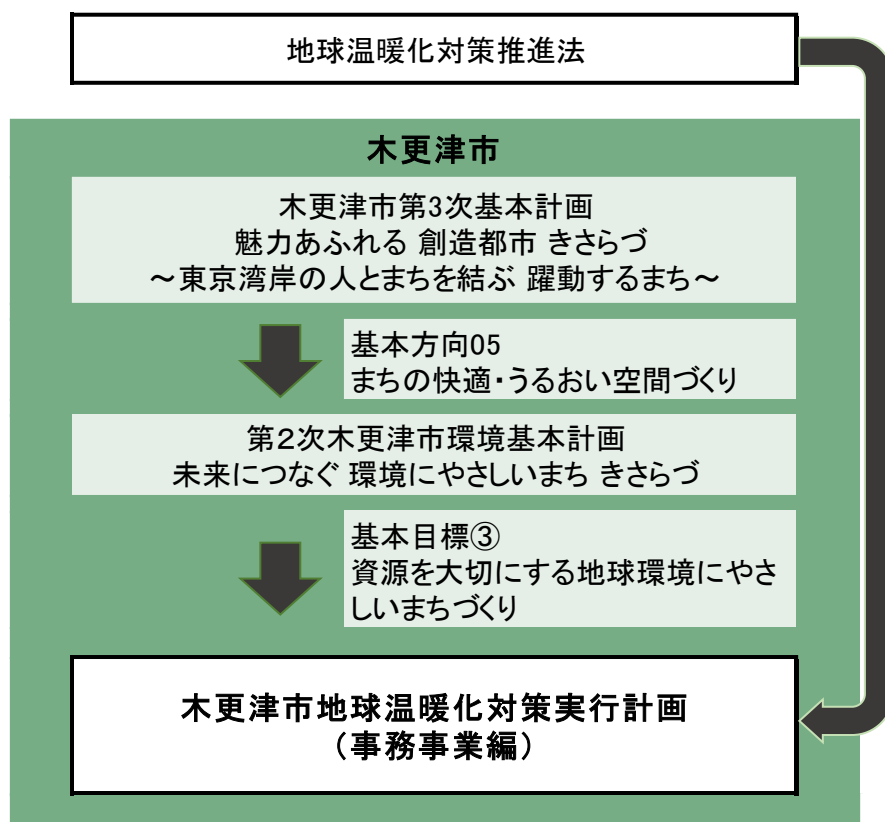 地球温暖化対策推進法
木更津市
木更津市第3次基本計画
魅力あふれる 創造都市 きさらづ
～東京湾岸の人とまちを結ぶ 躍動するまち～
基本方向05
まちの快適・うるおい空間づくり
第２次木更津市環境基本計画
未来につなぐ 環境にやさしいまち きさらづ
基本目標③
資源を大切にする地球環境にやさ
しいまちづくり
木更津市地球温暖化対策実行計画
（事務事業編）